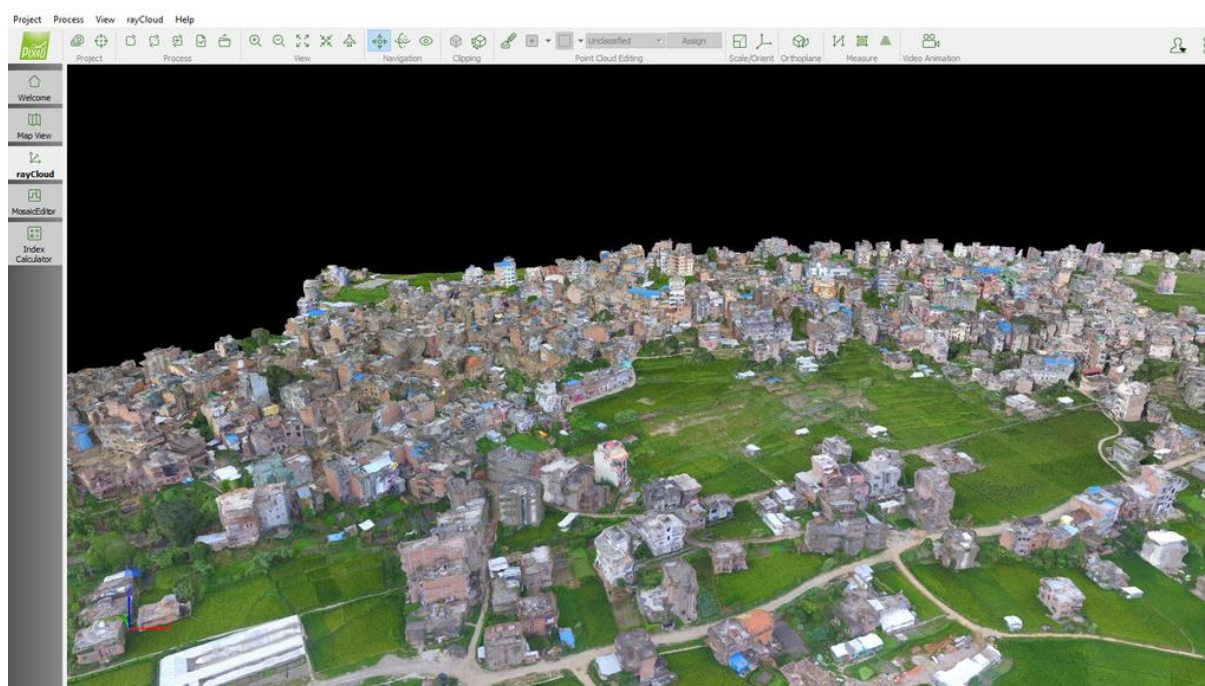 Project Process View rayCloud Help
PIX4D
Project Process View Navigation Clipping Point Cloud Editing Scale/Orient Orthoplane Measure Video Animation
Unclassified Assign
Welcome
Map View
rayCloud
MosaicEditor
Index
Calculator